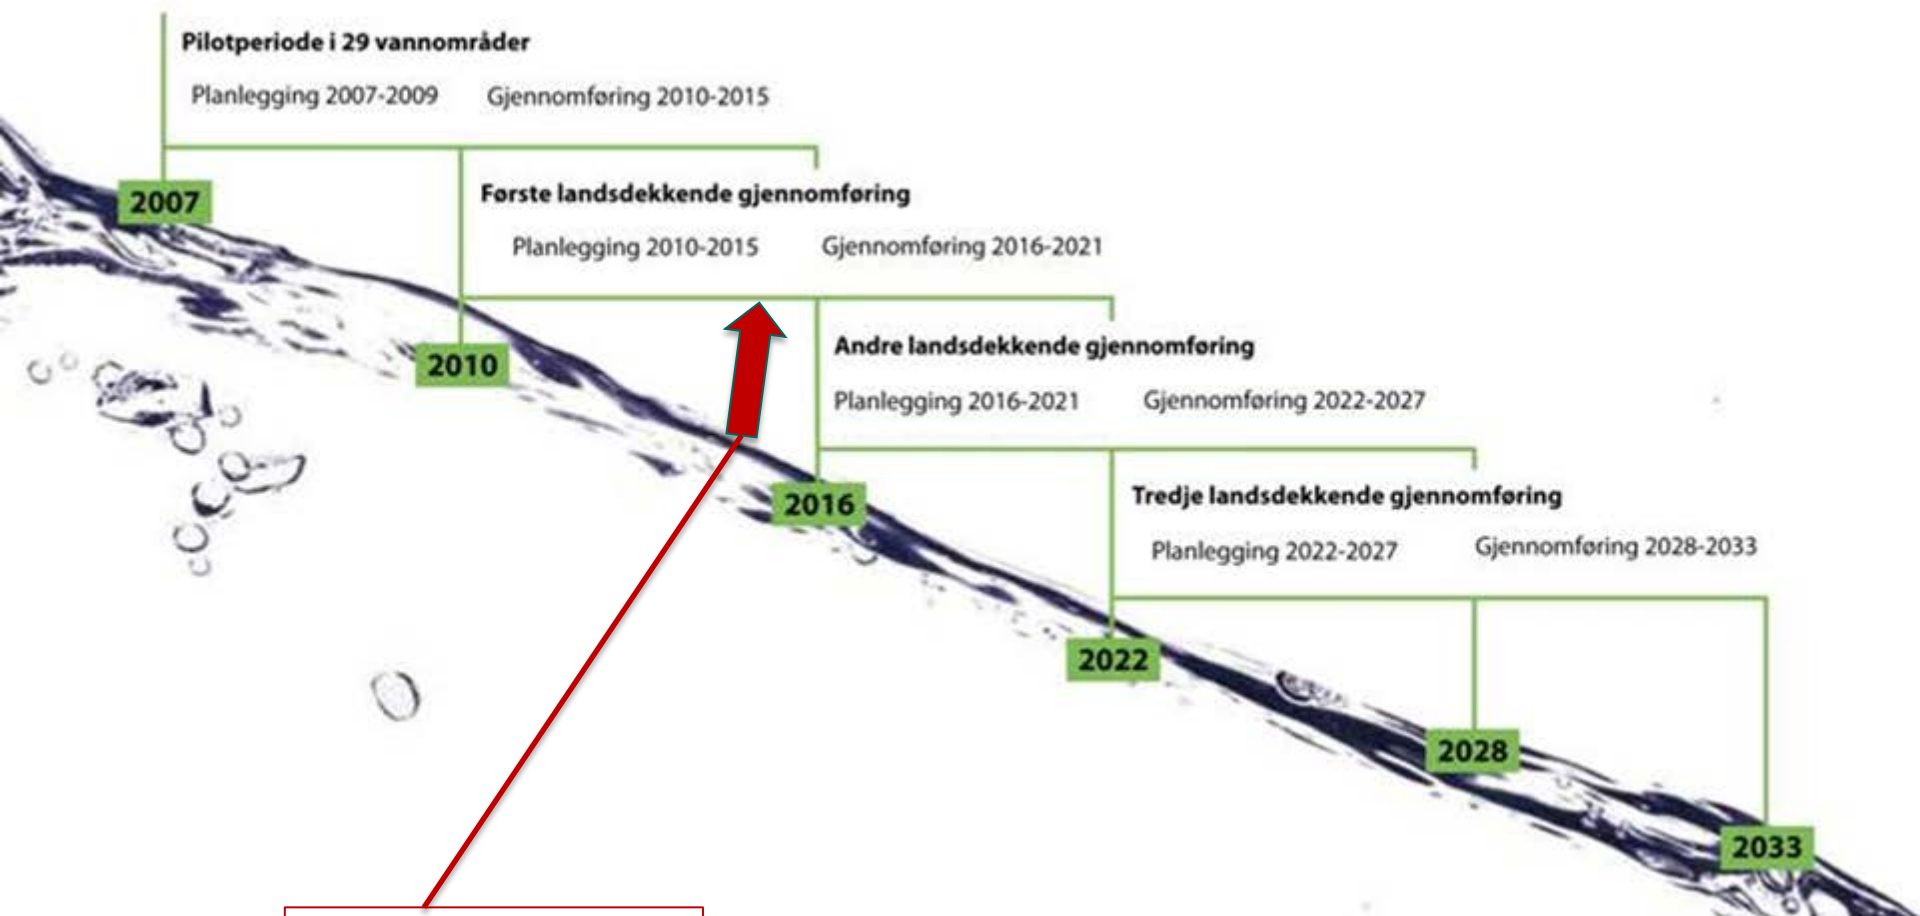 Pilotperiode i 29 vannområder
Planlegging 2007-2009 Gjennomføring 2010-2015
2007
Første landsdekkende gjennomføring
Planlegging 2010-2015 Gjennomføring 2016-2021
2010
Andre landsdekkende gjennomføring
Planlegging 2016-2021 Gjennomføring 2022-2027
2016
Tredje landsdekkende gjennomføring
Planlegging 2022-2027 Gjennomføring 2028-2033
2022
2028
2033